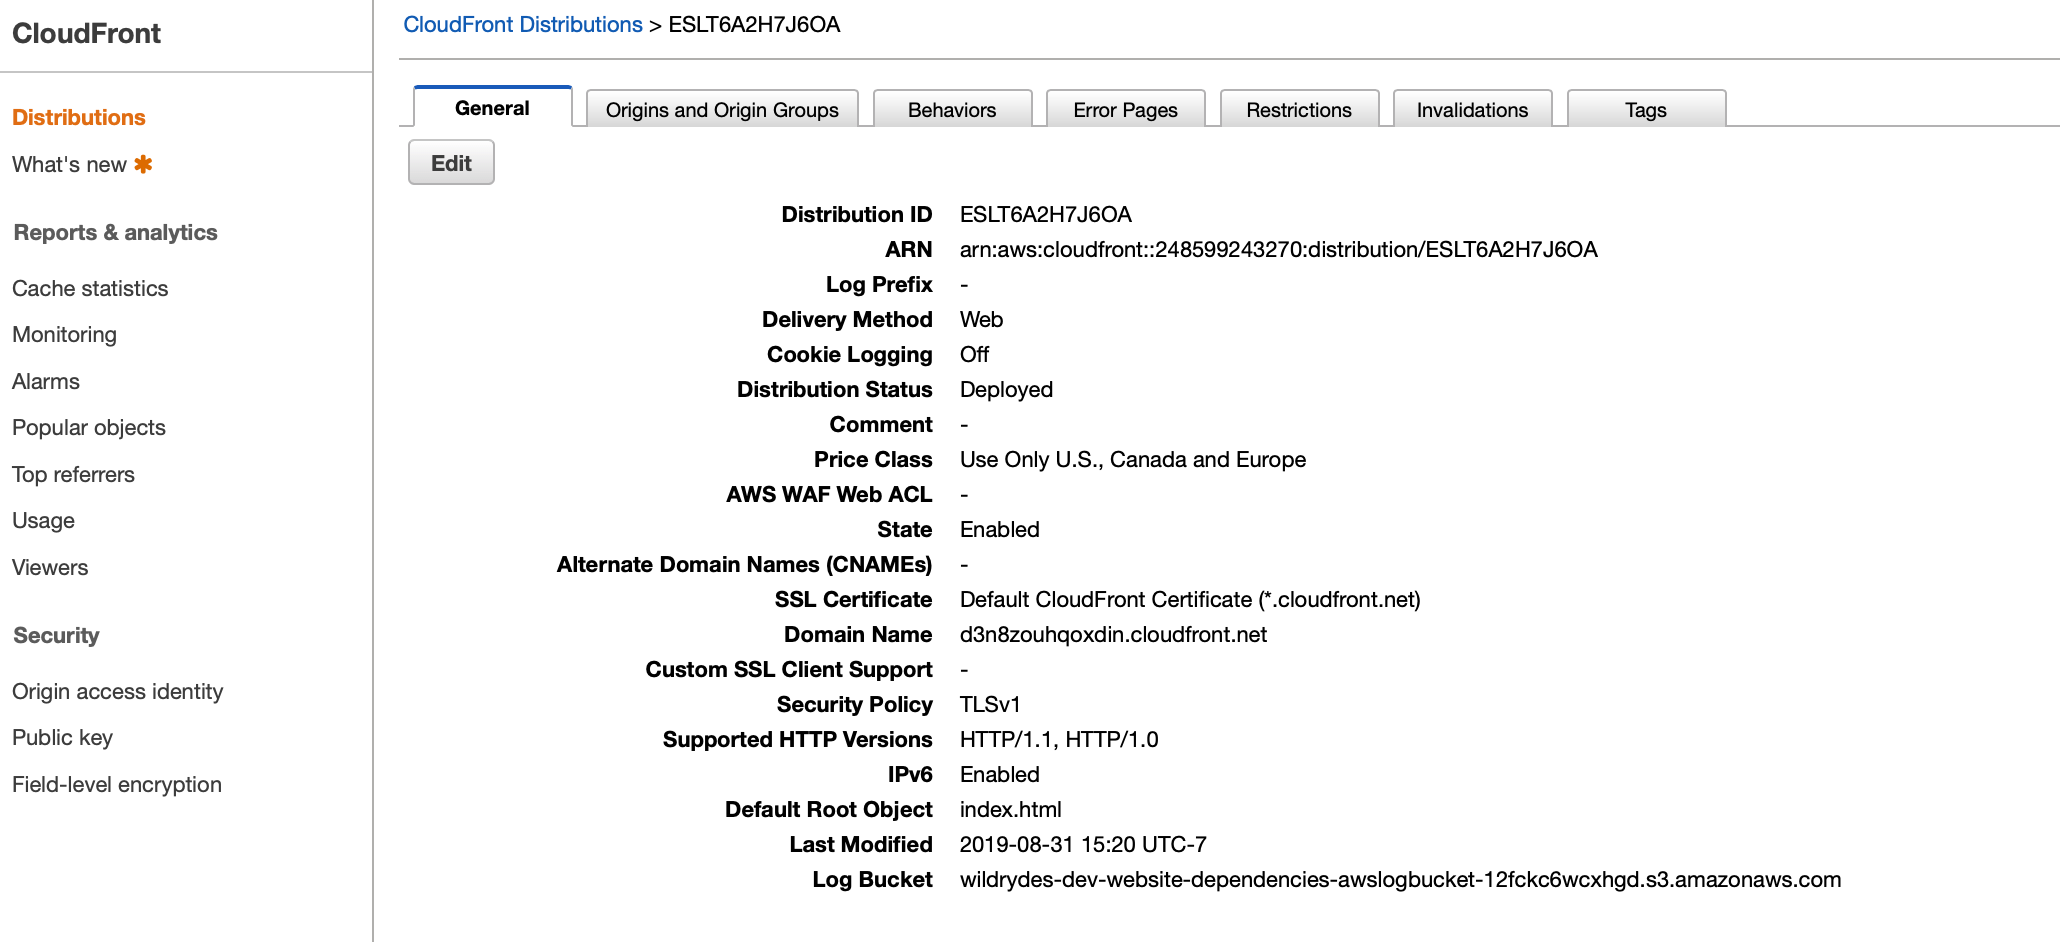 CloudFront
Distributions
What's new ✱
Reports & analytics
Cache statistics
Monitoring
Alarms
Popular objects
Top referrers
Usage
Viewers
Security
Origin access identity
Public key
Field-level encryption
CloudFront Distributions > ESLT6A2H7J6OA
General Origins and Origin Groups Behaviors Error Pages Restrictions Invalidations Tags
Edit
Distribution ID ESLT6A2H7J6OA
ARN arn:aws:cloudfront::248599243270:distribution/ESLT6A2H7J6OA
Log Prefix -
Delivery Method Web
Cookie Logging Off
Distribution Status Deployed
Comment -
Price Class Use Only U.S., Canada and Europe
AWS WAF Web ACL -
State Enabled
Alternate Domain Names (CNAMEs) -
SSL Certificate Default CloudFront Certificate (*.cloudfront.net)
Domain Name d3n8zouhqoxdin.cloudfront.net
Custom SSL Client Support -
Security Policy TLSv1
Supported HTTP Versions HTTP/1.1, HTTP/1.0
IPv6 Enabled
Default Root Object index.html
Last Modified 2019-08-31 15:20 UTC-7
Log Bucket wildrydes-dev-website-dependencies-awslogbucket-12fckc6wcxhgd.s3.amazonaws.com